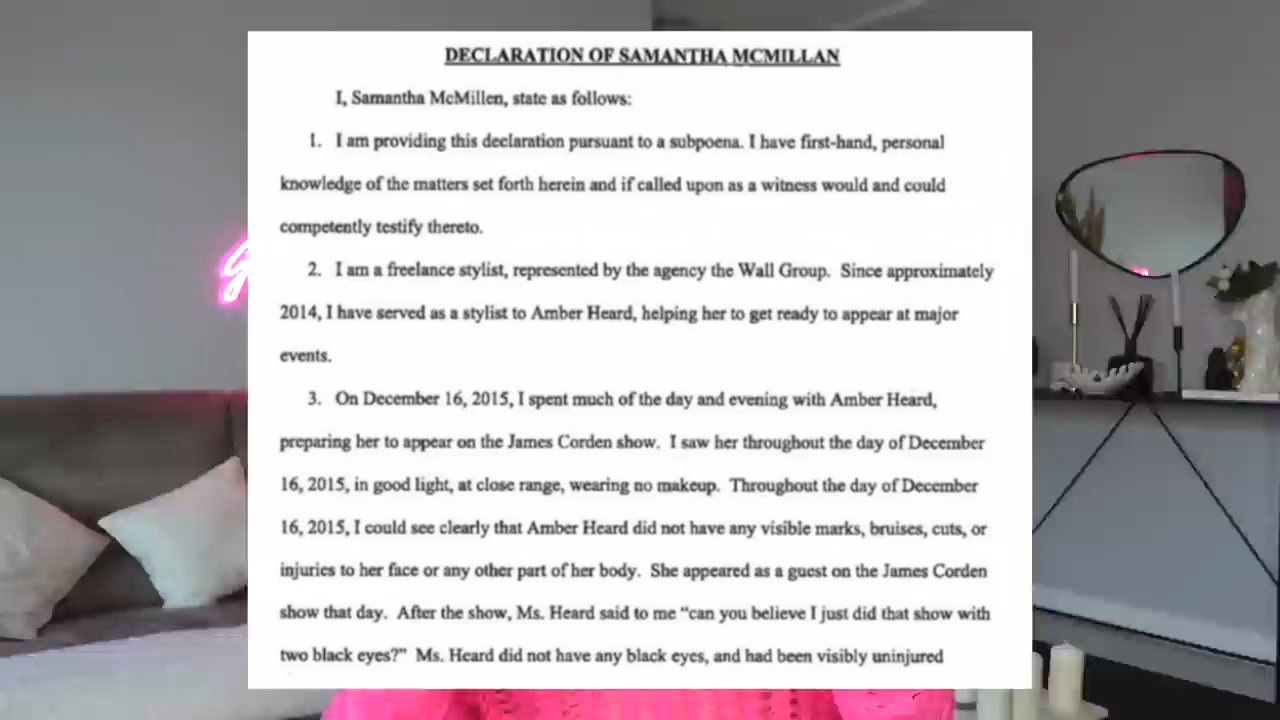 DECLARATION OF SAMANTHA MCMILLAN
I, Samantha McMillen, state as follows:
1. I am providing this declaration pursuant to a subpoena. I have first-hand, personal
knowledge of the matters set forth herein and if called upon as a witness would and could
competently testify thereto.
2. I am a freelance stylist, represented by the agency the Wall Group. Since approximately
2014, I have served as a stylist to Amber Heard, helping her to get ready to appear at major
events.
3. On December 16, 2015, I spent much of the day and evening with Amber Heard,
preparing her to appear on the James Corden show. I saw her throughout the day of December
16, 2015, in good light, at close range, wearing no makeup. Throughout the day of December
16, 2015, I could see clearly that Amber Heard did not have any visible marks, bruises, cuts, or
injuries to her face or any other part of her body. She appeared as a guest on the James Corden
show that day. After the show, Ms. Heard said to me “can you believe I just did that show with
two black eyes?” Ms. Heard did not have any black eyes, and had been visibly uninjured